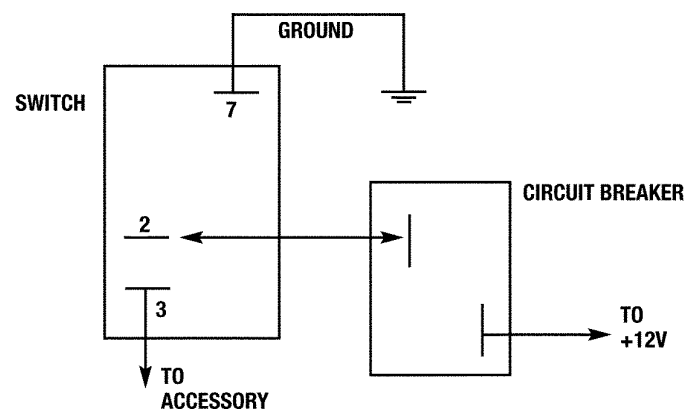 GROUND
SWITCH
7
CIRCUIT BREAKER
2
3
TO
+12V
TO
ACCESSORY